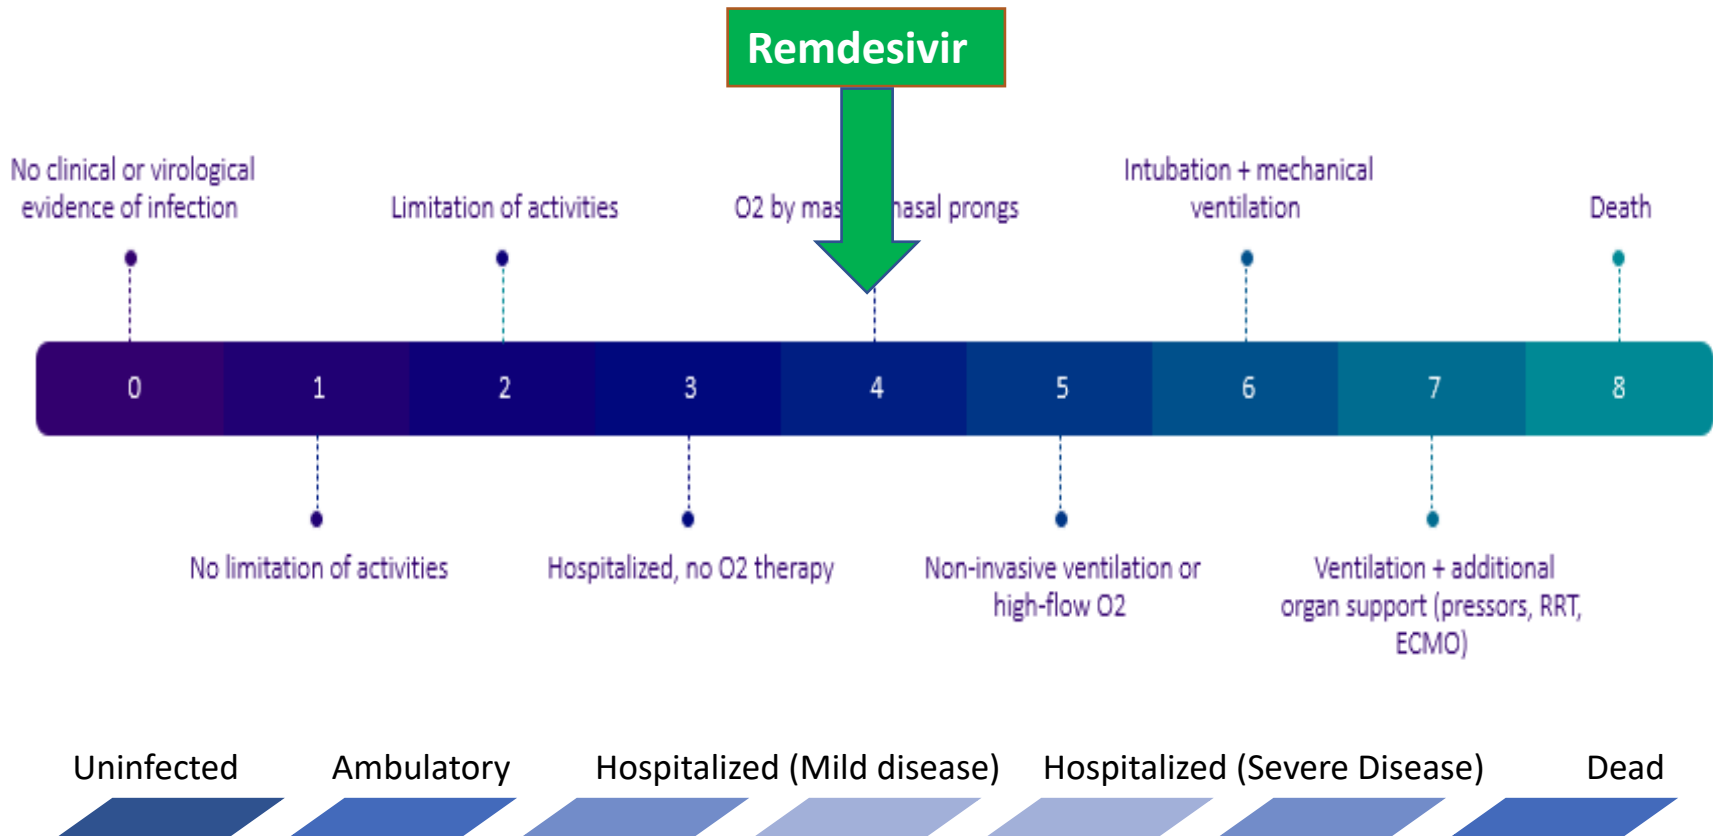 Remdesivir
No clinical or virological
evidence of infection
Limitation of activities
O2 by mas nasal prongs
Intubation + mechanical
ventilation
Death
0 1 2 3 4 5 6 7 8
No limitation of activities
Hospitalized, no O2 therapy
Non-invasive ventilation or
high-flow O2
Ventilation + additional
organ support (pressors, RRT,
ECMO)
Uninfected Ambulatory Hospitalized (Mild disease) Hospitalized (Severe Disease) Dead